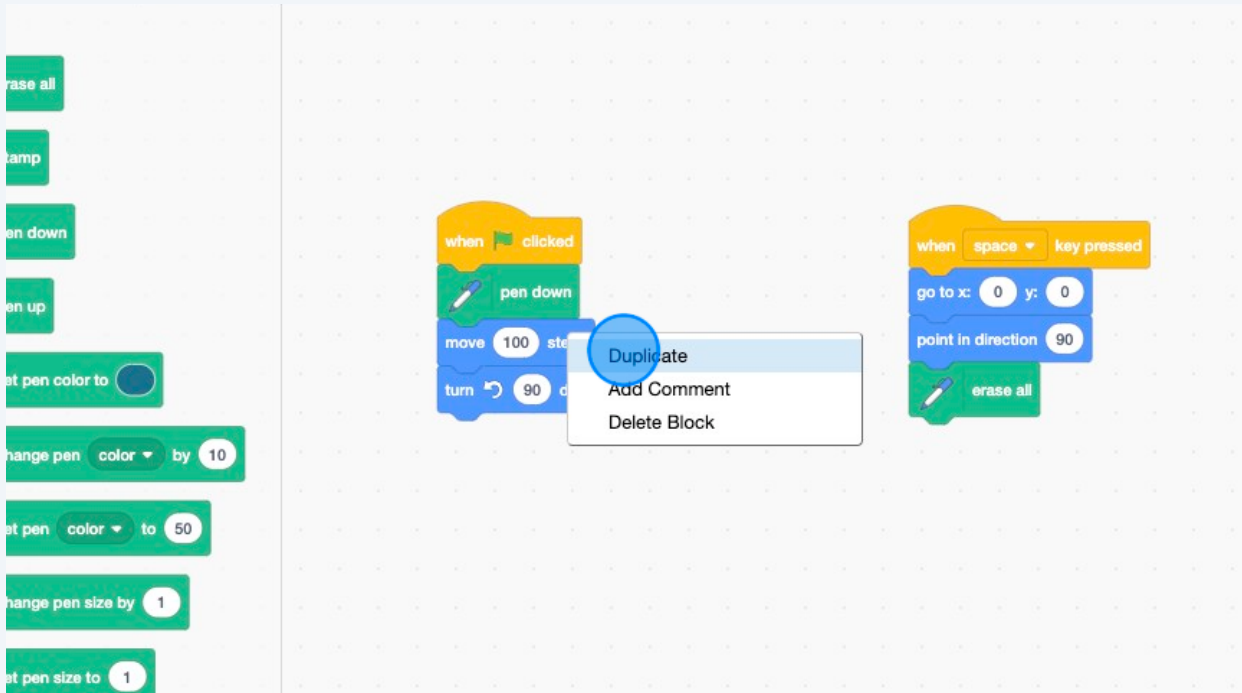 rase all
tamp
en down
en up
et pen color to
hange pen color by 10
et pen color to 50
hange pen size by 1
et pen size to 1
when clicked
pen down
move 100 ste
turn 90 d
Duplicate
Add Comment
Delete Block
when space key pressed
go to x: 0 y: 0
point in direction 90
erase all